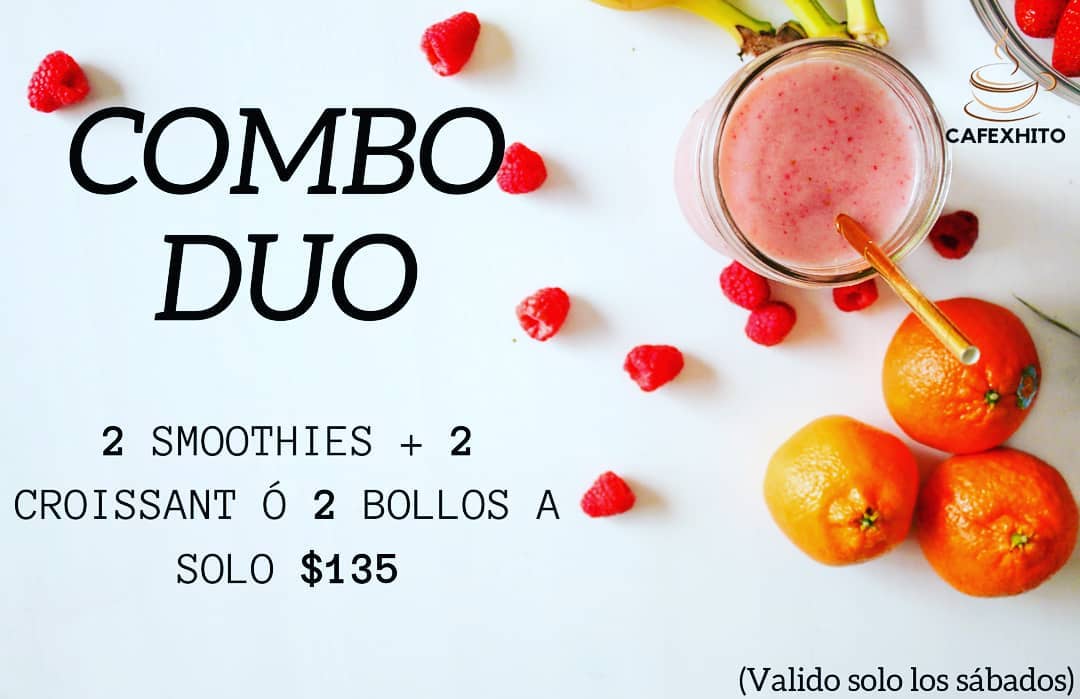 CAFEXHITO
COMBO
DUO
2 SMOOTHIES + 2
CROISSANT Ó 2 BOLLOS A
SOLO $135
(Valido solo los sábados)